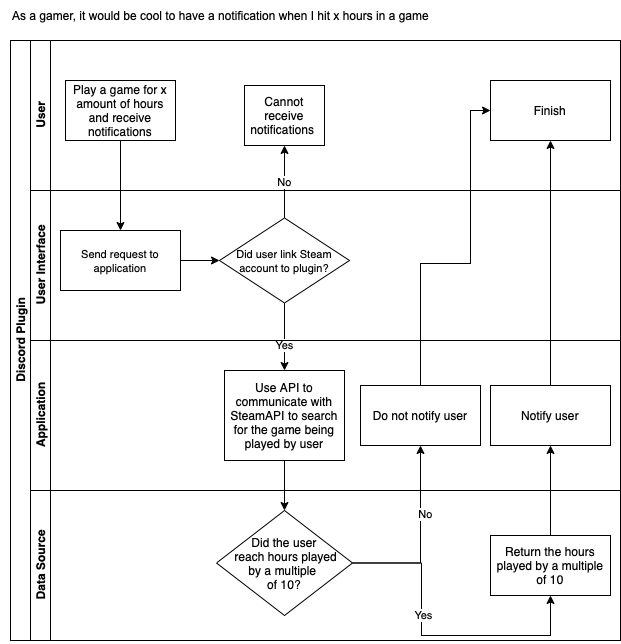 As a gamer, it would be cool to have a notification when I hit x hours in a game
Discord Plugin
User
Play a game for x
amount of hours
and receive
notifications
Cannot
receive
notifications
Finish
No
User Interface
Send request to
application
Did user link Steam
account to plugin?
Yes
Application
Use API to
communicate with
SteamAPI to search
for the game being
played by user
Do not notify user
Notify user
Data Source
No
Did the user
reach hours played
by a multiple
of 10?
Return the hours
played by a multiple
of 10
Yes